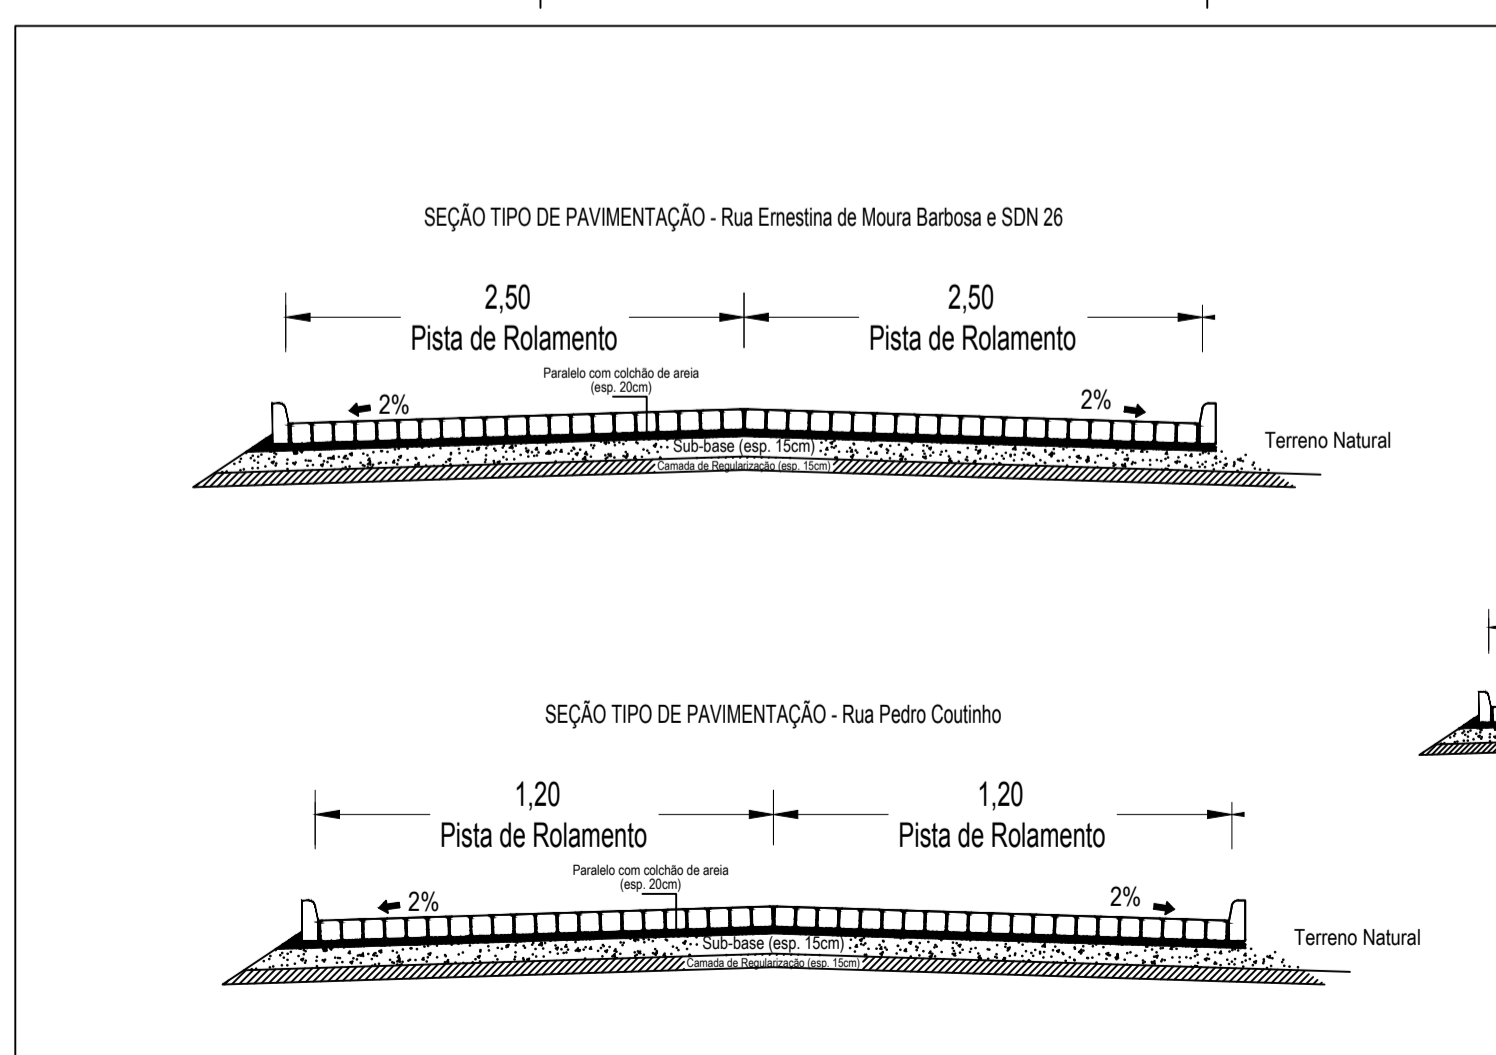 SEÇÃO TIPO DE PAVIMENTAÇÃO - Rua Ernestina de Moura Barbosa e SDN 26
2,50
2,50
Pista de Rolamento
Pista de Rolamento
Paralelo com colchão de areia
(esp. 20cm)
2%
2%
Terreno Natural
Sub-base (esp. 15cm)
Camada de Regularização (esp. 15cm)
SEÇÃO TIPO DE PAVIMENTAÇÃO - Rua Pedro Coutinho
1,20
1,20
Pista de Rolamento
Pista de Rolamento
Paralelo com colchão de areia
(esp. 20cm)
2%
2%
Terreno Natural
Sub-base (esp. 15cm)
Camada de Regularização (esp. 15cm)